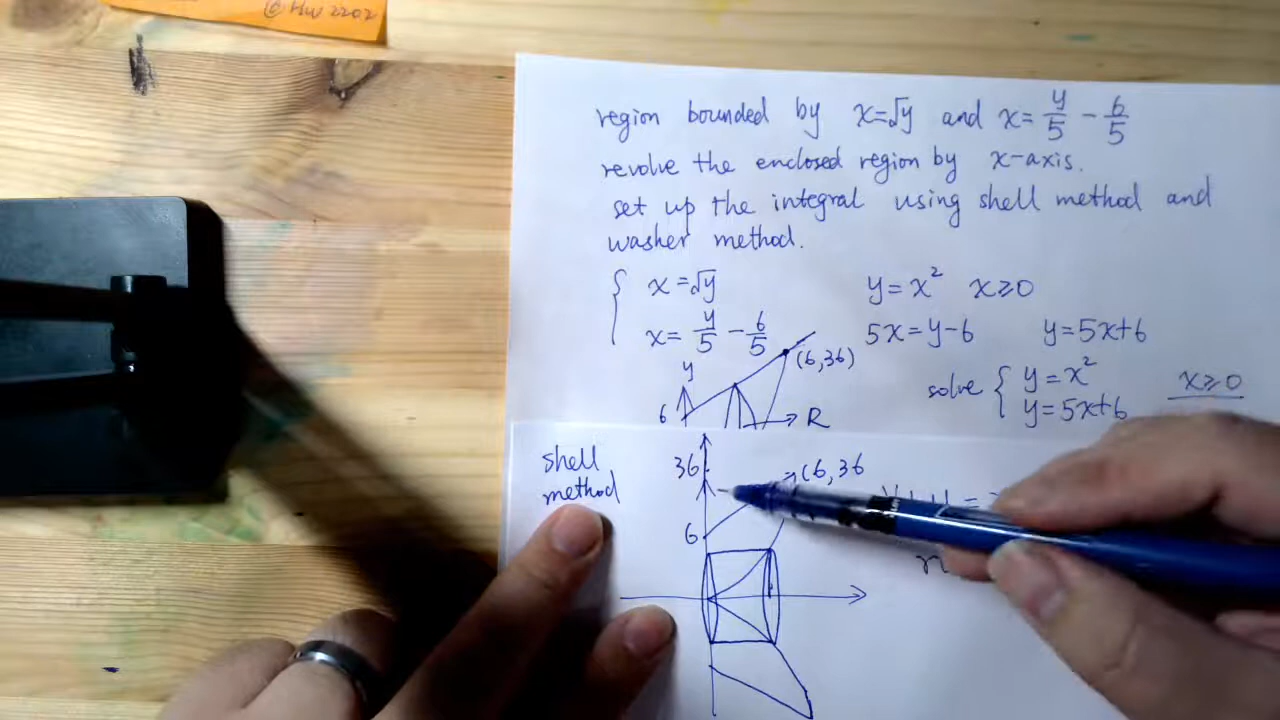 @HW2202
region bounded by x=√y and x= y/5 - 6/5
revolve the enclosed region by x-axis.
set up the integral using shell method and
washer method.
{ x=√y
x= y/5 - 6/5
y=x² x≥0
5x=y-6 y=5x+6
solve { y=x²
y=5x+6
x≥0
y
(6,36)
6
R
shell
method
36
(6,36
6